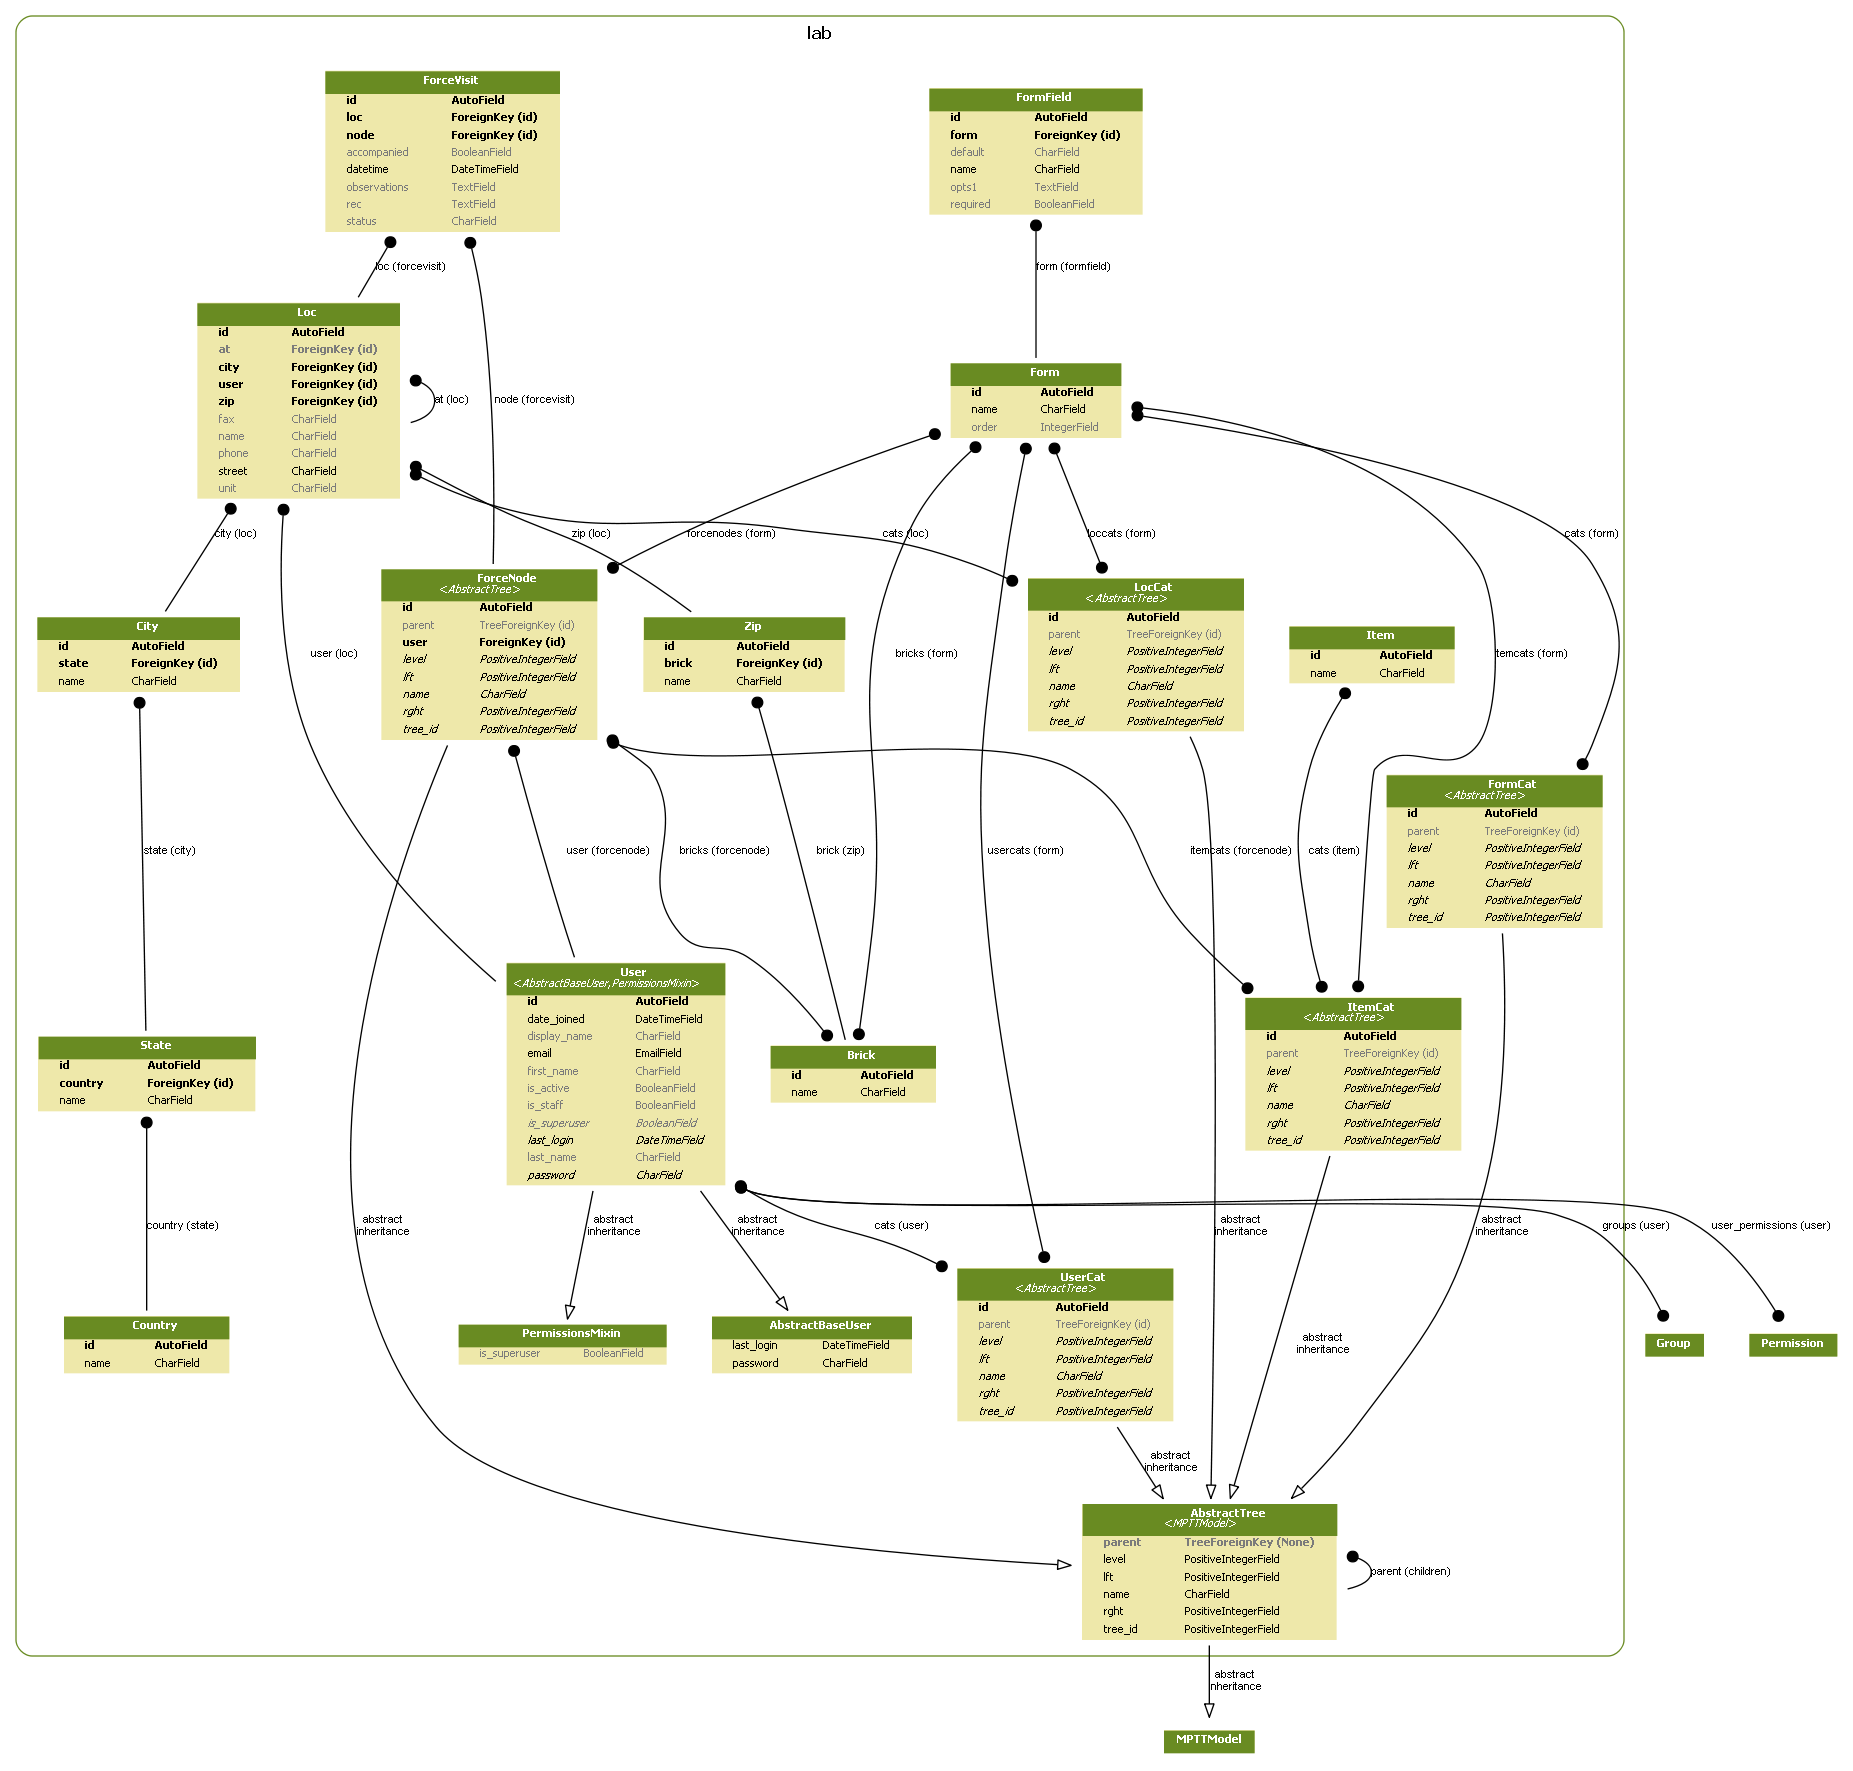 lab
ForceVisit
id AutoField
loc ForeignKey (id)
node ForeignKey (id)
accompanied BooleanField
datetime DateTimeField
observations TextField
rec TextField
status CharField
FormField
id AutoField
form ForeignKey (id)
default CharField
name CharField
opts1 TextField
required BooleanField
loc (forcevisit)
form (formfield)
Loc
id AutoField
at ForeignKey (id)
city ForeignKey (id)
user ForeignKey (id)
zip ForeignKey (id)
fax CharField
name CharField
phone CharField
street CharField
unit CharField
at (loc)
node (forcevisit)
Form
id AutoField
name CharField
order IntegerField
city (loc)
zip (loc)
forcenodes (form)
cats (loc)
loccats (form)
cats (form)
ForceNode
<AbstractTree>
id AutoField
parent TreeForeignKey (id)
user ForeignKey (id)
level PositiveIntegerField
lft PositiveIntegerField
name CharField
rght PositiveIntegerField
tree_id PositiveIntegerField
LocCat
<AbstractTree>
id AutoField
parent TreeForeignKey (id)
level PositiveIntegerField
lft PositiveIntegerField
name CharField
rght PositiveIntegerField
tree_id PositiveIntegerField
City
id AutoField
state ForeignKey (id)
name CharField
Zip
id AutoField
brick ForeignKey (id)
name CharField
Item
id AutoField
name CharField
user (loc)
bricks (form)
itemcats (form)
FormCat
<AbstractTree>
id AutoField
parent TreeForeignKey (id)
level PositiveIntegerField
lft PositiveIntegerField
name CharField
rght PositiveIntegerField
tree_id PositiveIntegerField
state (city)
user (forcenode)
bricks (forcenode)
brick (zip)
usercats (form)
itemcats (forcenode)
cats (item)
User
<AbstractBaseUser,PermissionsMixin>
id AutoField
date_joined DateTimeField
display_name CharField
email EmailField
first_name CharField
is_active BooleanField
is_staff BooleanField
is_superuser BooleanField
last_login DateTimeField
last_name CharField
password CharField
ItemCat
<AbstractTree>
id AutoField
parent TreeForeignKey (id)
level PositiveIntegerField
lft PositiveIntegerField
name CharField
rght PositiveIntegerField
tree_id PositiveIntegerField
State
id AutoField
country ForeignKey (id)
name CharField
Brick
id AutoField
name CharField
country (state)
abstract
inheritance
abstract
inheritance
abstract
inheritance
cats (user)
abstract
inheritance
abstract
inheritance
groups (user)
user_permissions (user)
UserCat
<AbstractTree>
id AutoField
parent TreeForeignKey (id)
level PositiveIntegerField
lft PositiveIntegerField
name CharField
rght PositiveIntegerField
tree_id PositiveIntegerField
Country
id AutoField
name CharField
PermissionsMixin
is_superuser BooleanField
AbstractBaseUser
last_login DateTimeField
password CharField
abstract
inheritance
Group
Permission
abstract
inheritance
AbstractTree
<MPTTModel>
parent TreeForeignKey (None)
level PositiveIntegerField
lft PositiveIntegerField
name CharField
rght PositiveIntegerField
tree_id PositiveIntegerField
parent (children)
abstract
inheritance
MPTTModel